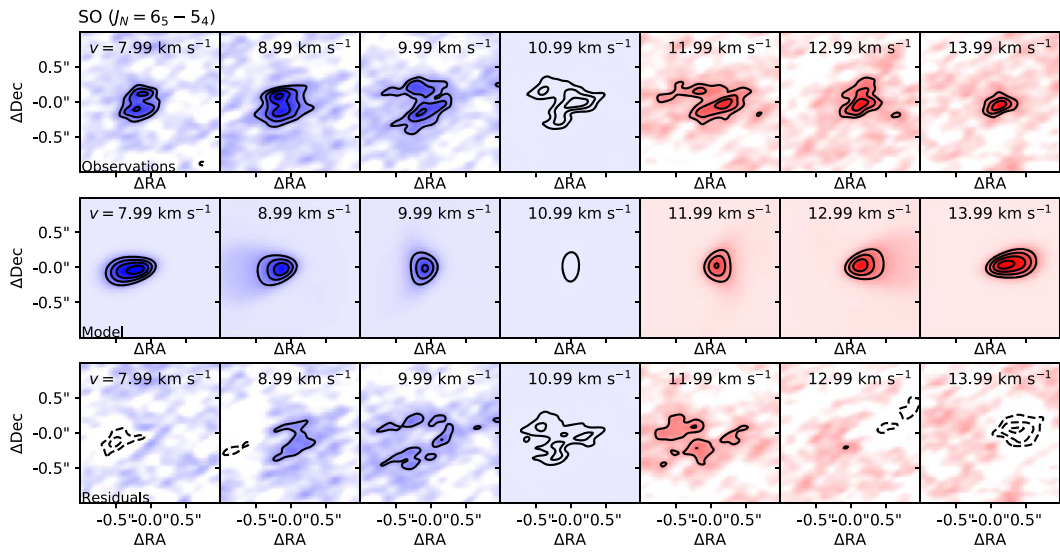 SO (J_N = 6_5 − 5_4)
v = 7.99 km s⁻¹ 8.99 km s⁻¹ 9.99 km s⁻¹ 10.99 km s⁻¹ 11.99 km s⁻¹ 12.99 km s⁻¹ 13.99 km s⁻¹
0.5"
-0.0"
-0.5"
ΔDec
Observations
ΔRA ΔRA ΔRA ΔRA ΔRA ΔRA ΔRA
v = 7.99 km s⁻¹ 8.99 km s⁻¹ 9.99 km s⁻¹ 10.99 km s⁻¹ 11.99 km s⁻¹ 12.99 km s⁻¹ 13.99 km s⁻¹
0.5"
-0.0"
-0.5"
ΔDec
Model
ΔRA ΔRA ΔRA ΔRA ΔRA ΔRA ΔRA
v = 7.99 km s⁻¹ 8.99 km s⁻¹ 9.99 km s⁻¹ 10.99 km s⁻¹ 11.99 km s⁻¹ 12.99 km s⁻¹ 13.99 km s⁻¹
0.5"
-0.0"
-0.5"
ΔDec
Residuals
-0.5"-0.0"0.5" -0.5"-0.0"0.5" -0.5"-0.0"0.5" -0.5"-0.0"0.5" -0.5"-0.0"0.5" -0.5"-0.0"0.5" -0.5"-0.0"0.5"
ΔRA ΔRA ΔRA ΔRA ΔRA ΔRA ΔRA